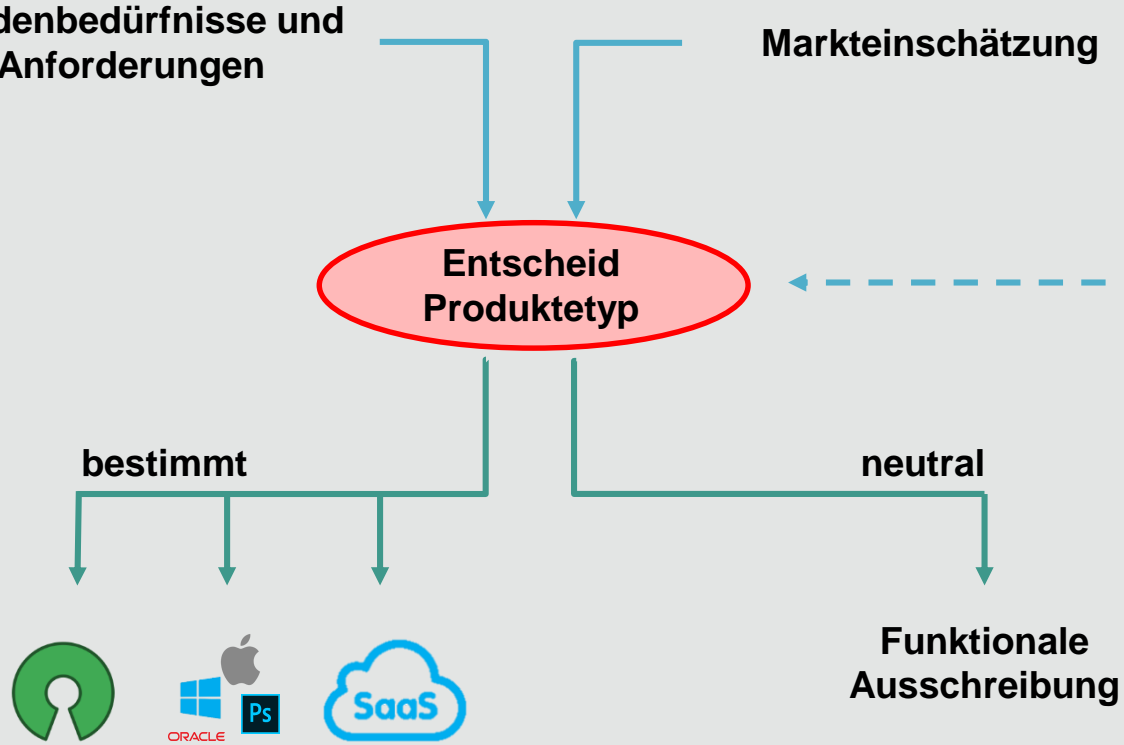 denbedürfnisse und
Anforderungen
Markteinschätzung
Entscheid
Produktetyp
bestimmt
neutral
Ps
ORACLE
SaaS
Funktionale
Ausschreibung